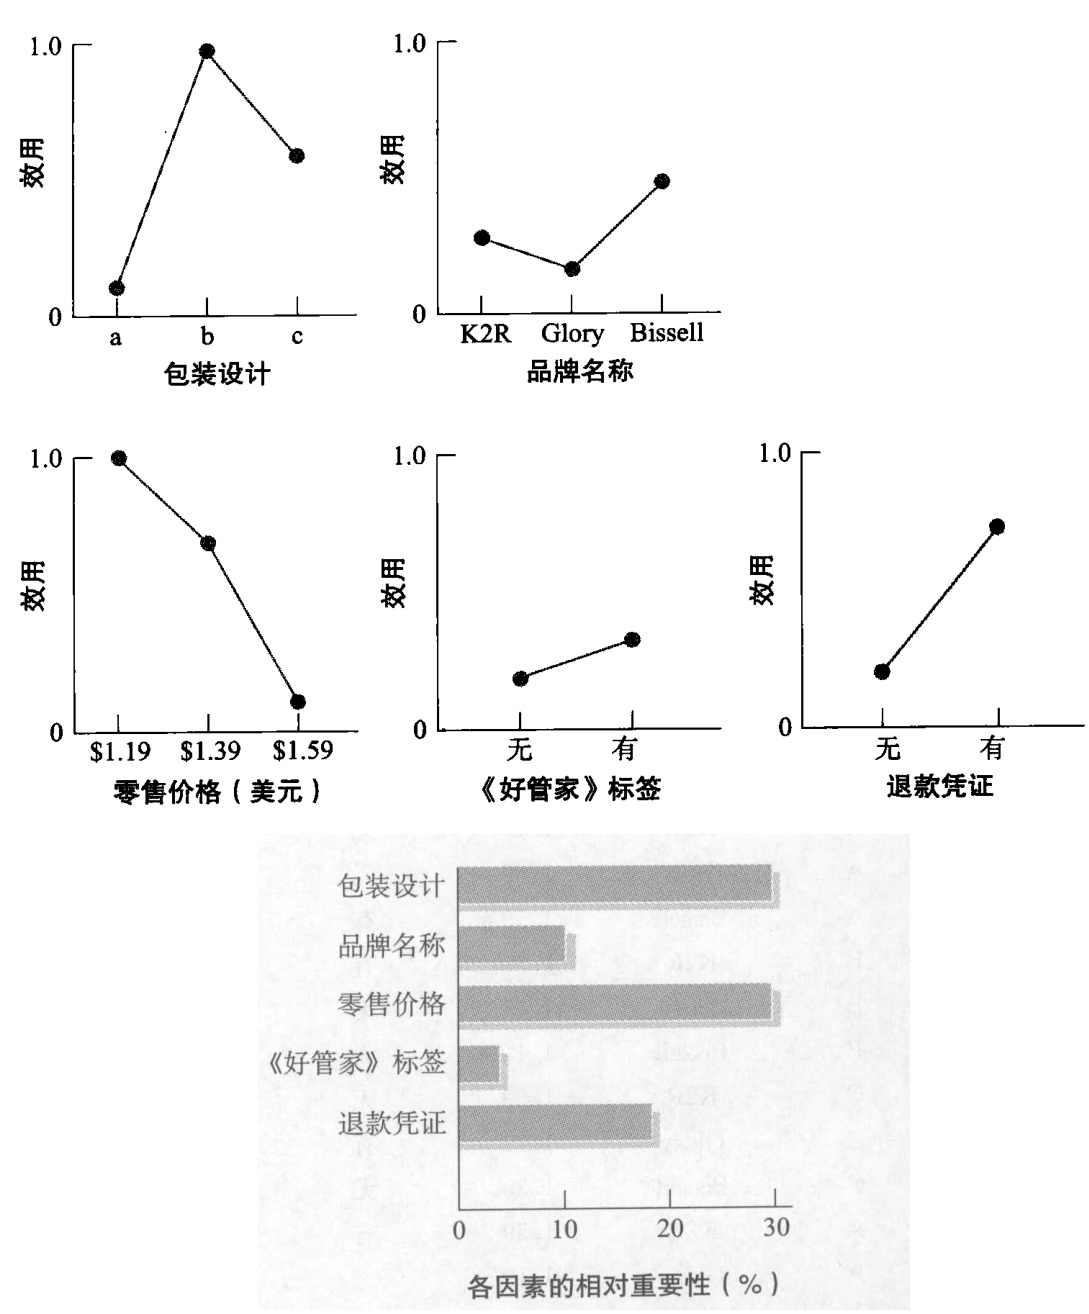 1.0
效用
0
a b c
包装设计
1.0
效用
0
K2R Glory Bissell
品牌名称
1.0
效用
0
$1.19 $1.39 $1.59
零售价格（美元）
1.0
效用
0
无 有
《好管家》标签
1.0
效用
0
无 有
退款凭证
包装设计
品牌名称
零售价格
《好管家》标签
退款凭证
0 10 20 30
各因素的相对重要性（%）